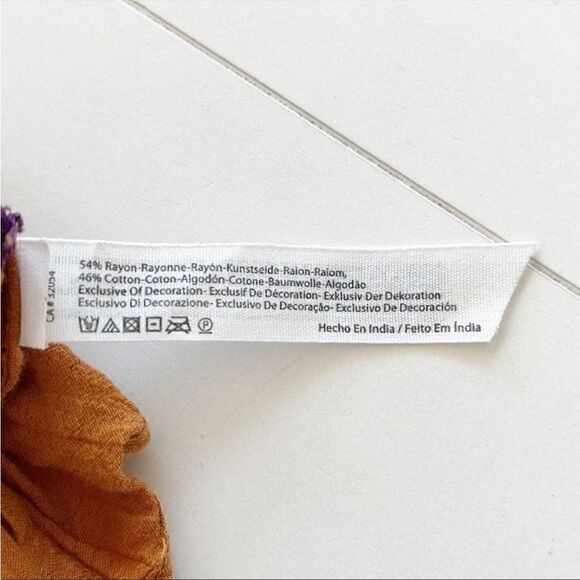 54% Rayon-Rayonne-Rayón-Kunstseide-Raion-Raiom,
46% Cotton-Coton-Algodón-Cotone-Baumwolle-Algodão
Exclusive Of Decoration- Exclusif De Décoration- Exklusiv Der Dekoration
Esclusivo Di Decorazione- Exclusivo De Decoração- Exclusivo De Decoración
Hecho En India / Feito Em Índia
CA# 32054